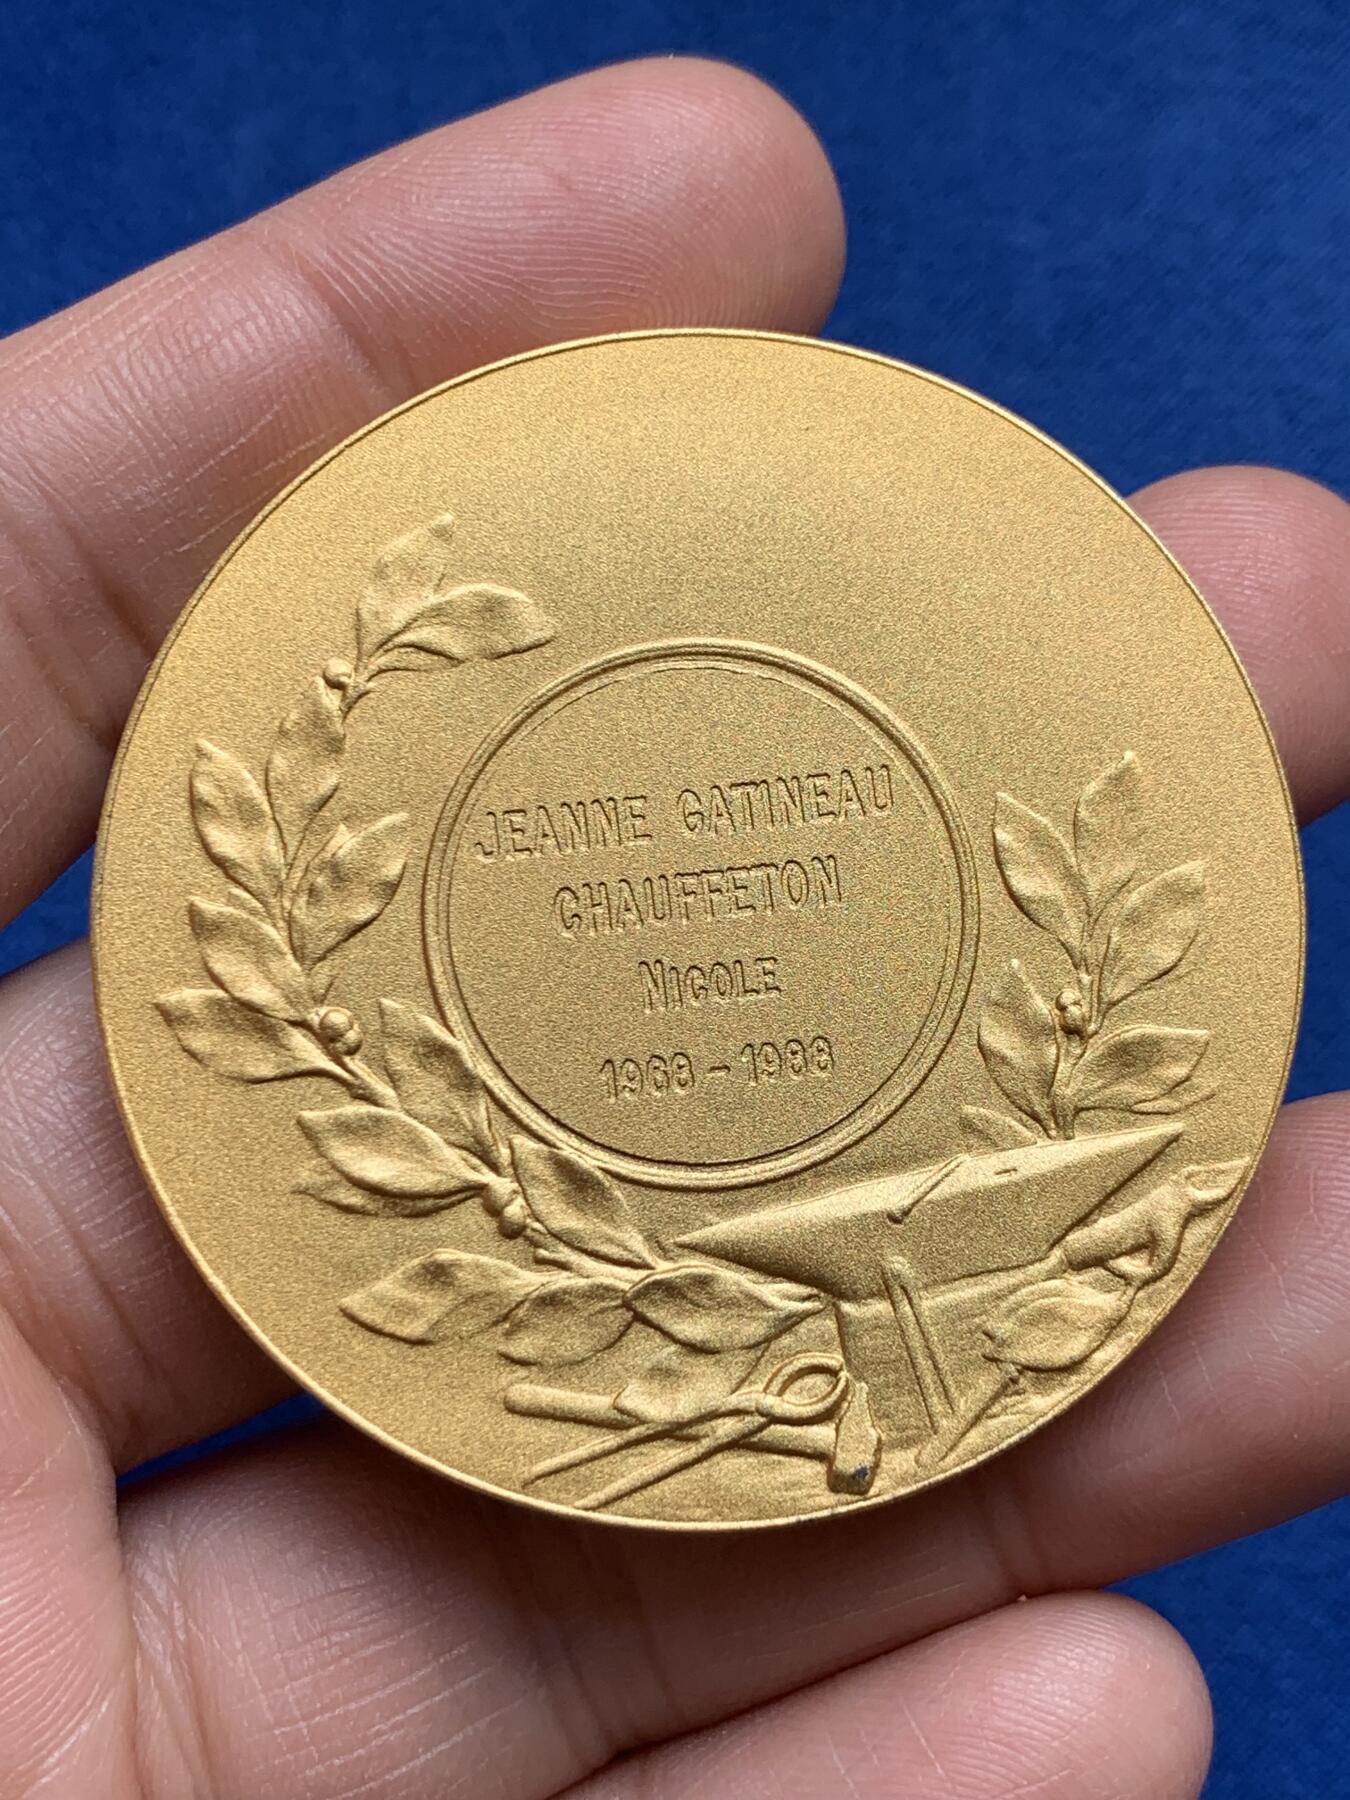 JEANNE GATINEAU
CHAUFFETON
NICOLE
1968 - 1988